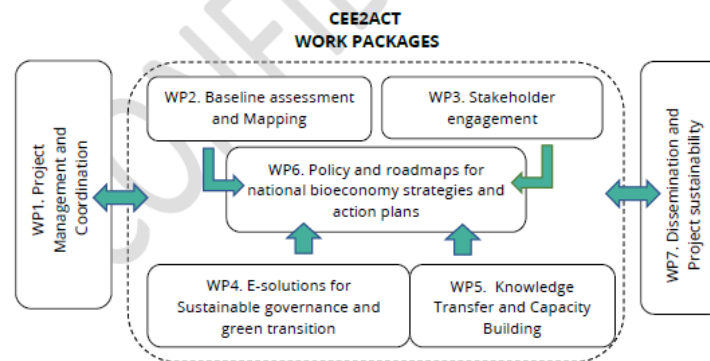 CEE2ACT
WORK PACKAGES
WP1. Project
Management and
Coordination
WP2. Baseline assessment
and Mapping
WP3. Stakeholder
engagement
WP6. Policy and roadmaps for
national bioeconomy strategies and
action plans
WP4. E-solutions for
Sustainable governance and
green transition
WP5. Knowledge
Transfer and Capacity
Building
WP7. Dissemination and
Project sustainability